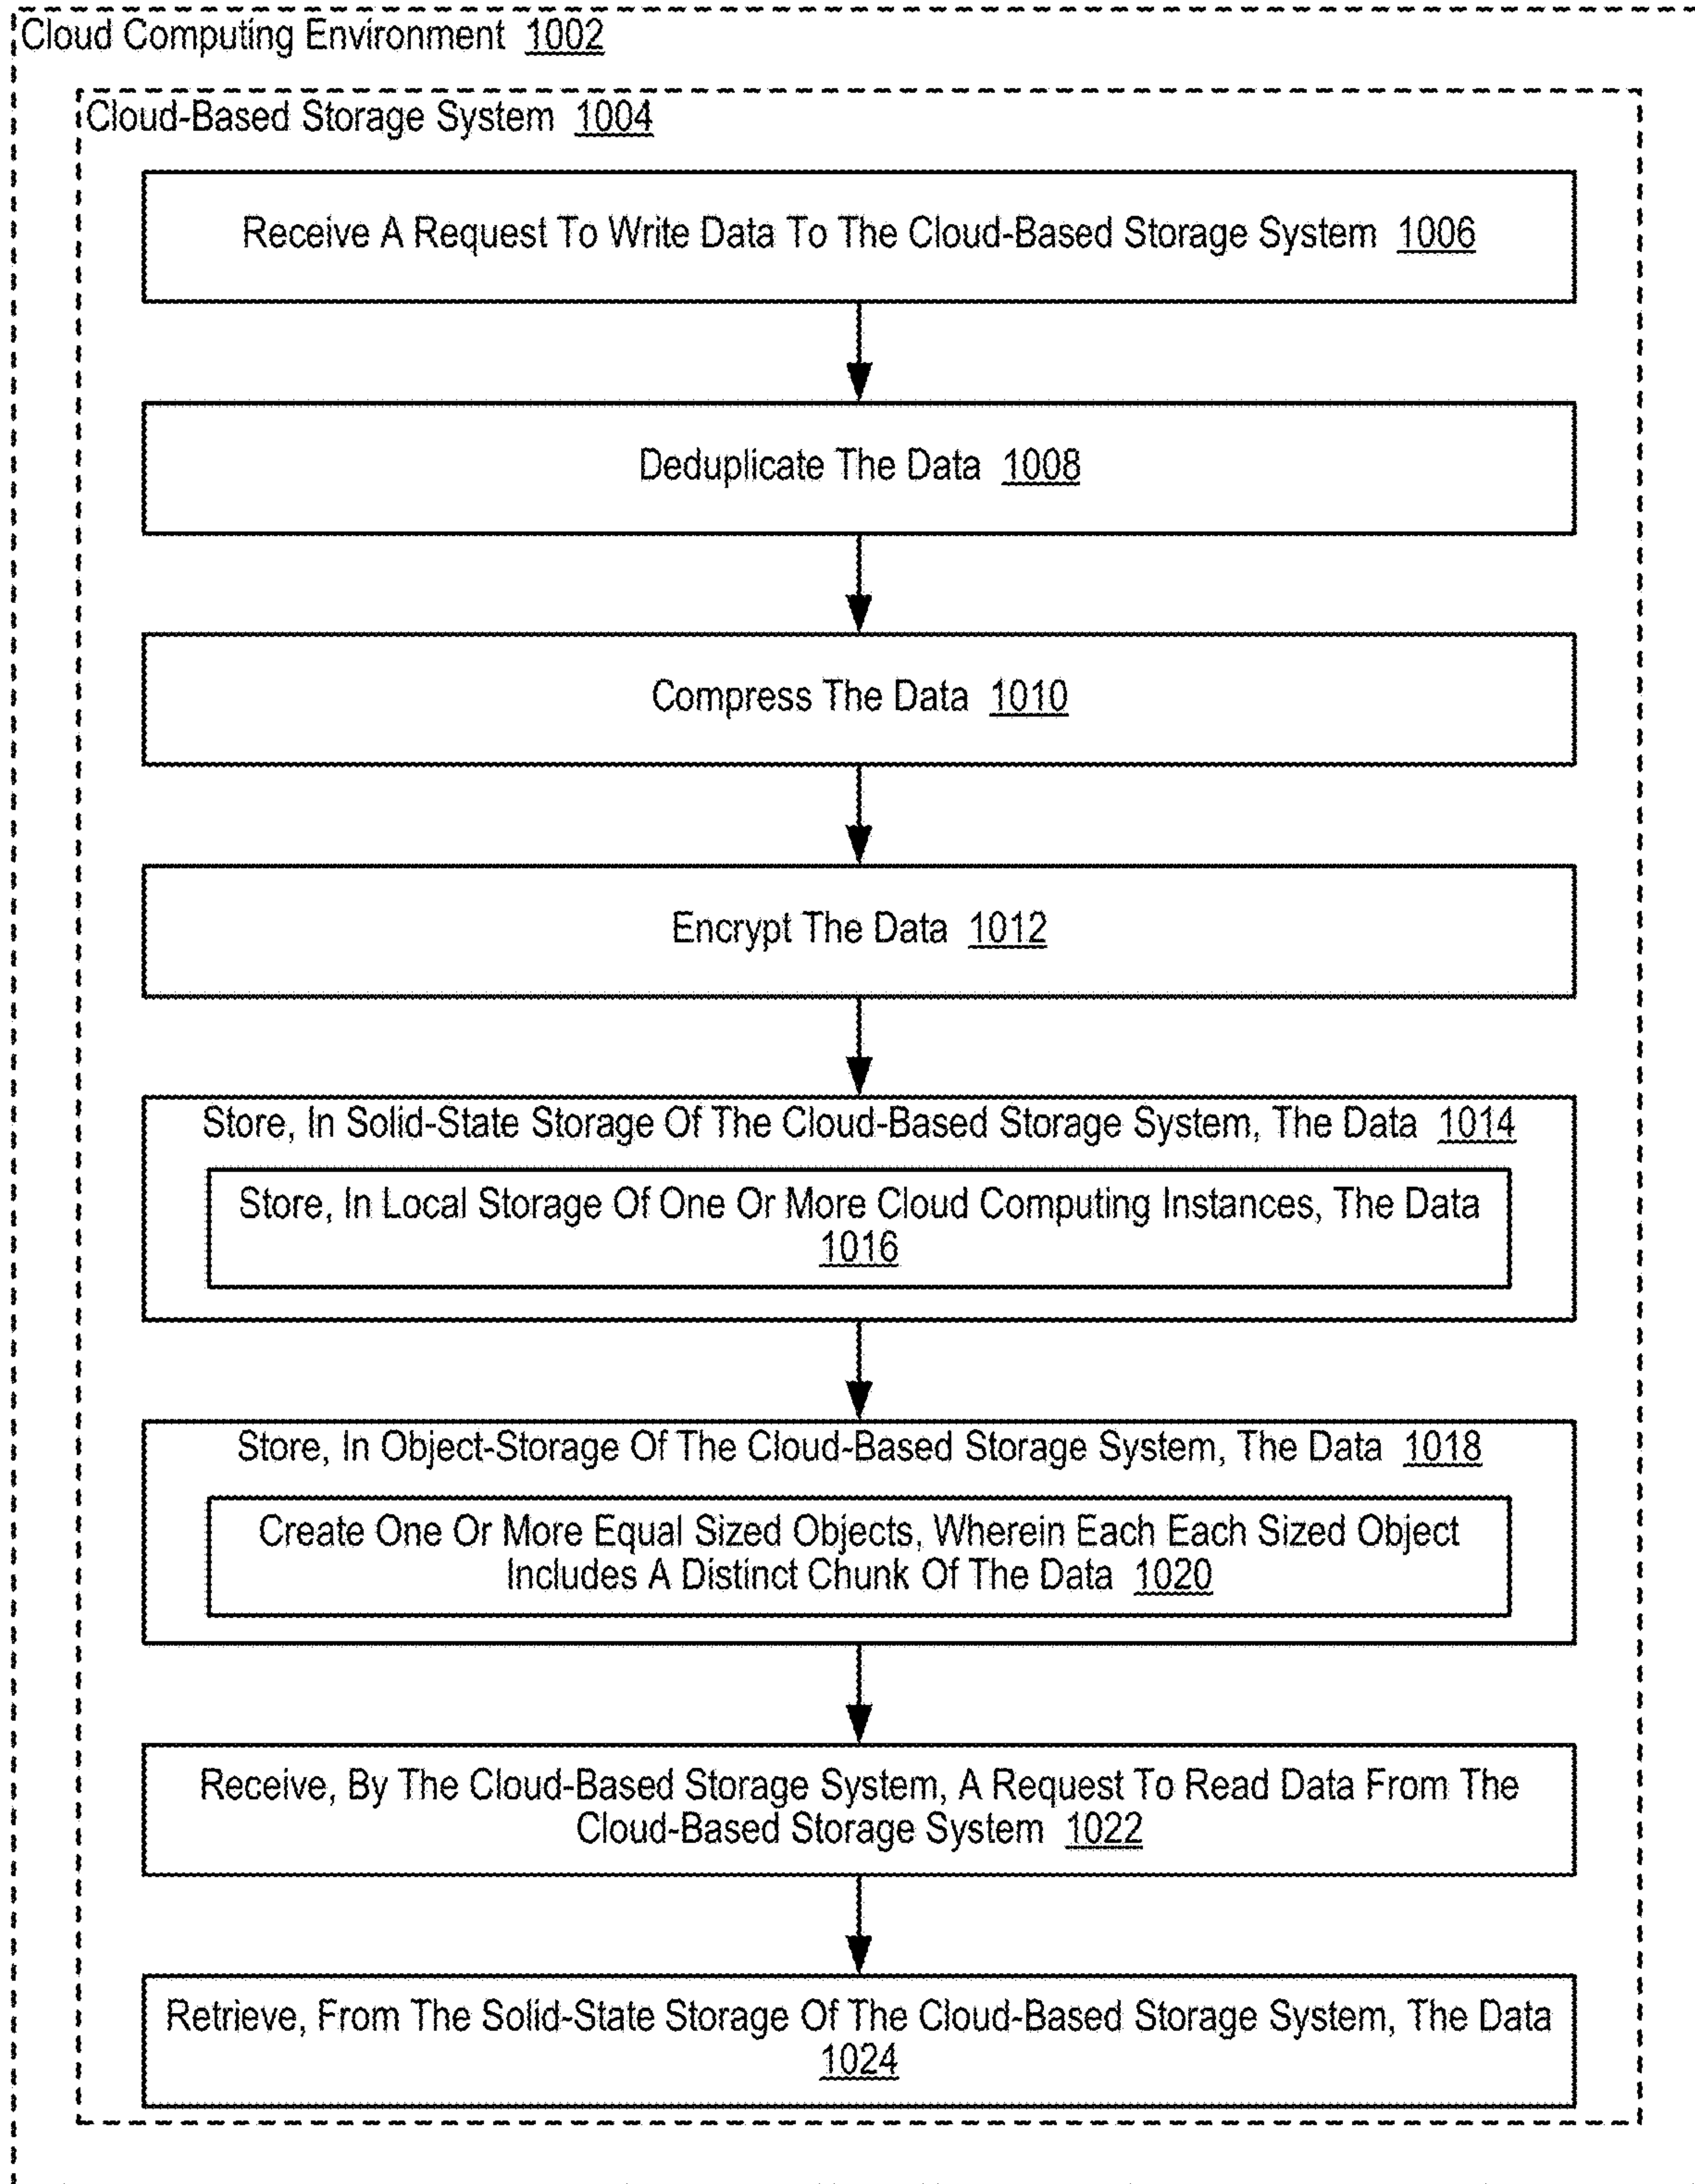 Cloud Computing Environment 1002
Cloud-Based Storage System 1004
Receive A Request To Write Data To The Cloud-Based Storage System 1006
Deduplicate The Data 1008
Compress The Data 1010
Encrypt The Data 1012
Store, In Solid-State Storage Of The Cloud-Based Storage System, The Data 1014
Store, In Local Storage Of One Or More Cloud Computing Instances, The Data
1016
Store, In Object-Storage Of The Cloud-Based Storage System, The Data 1018
Create One Or More Equal Sized Objects, Wherein Each Each Sized Object
Includes A Distinct Chunk Of The Data 1020
Receive, By The Cloud-Based Storage System, A Request To Read Data From The
Cloud-Based Storage System 1022
Retrieve, From The Solid-State Storage Of The Cloud-Based Storage System, The Data
1024